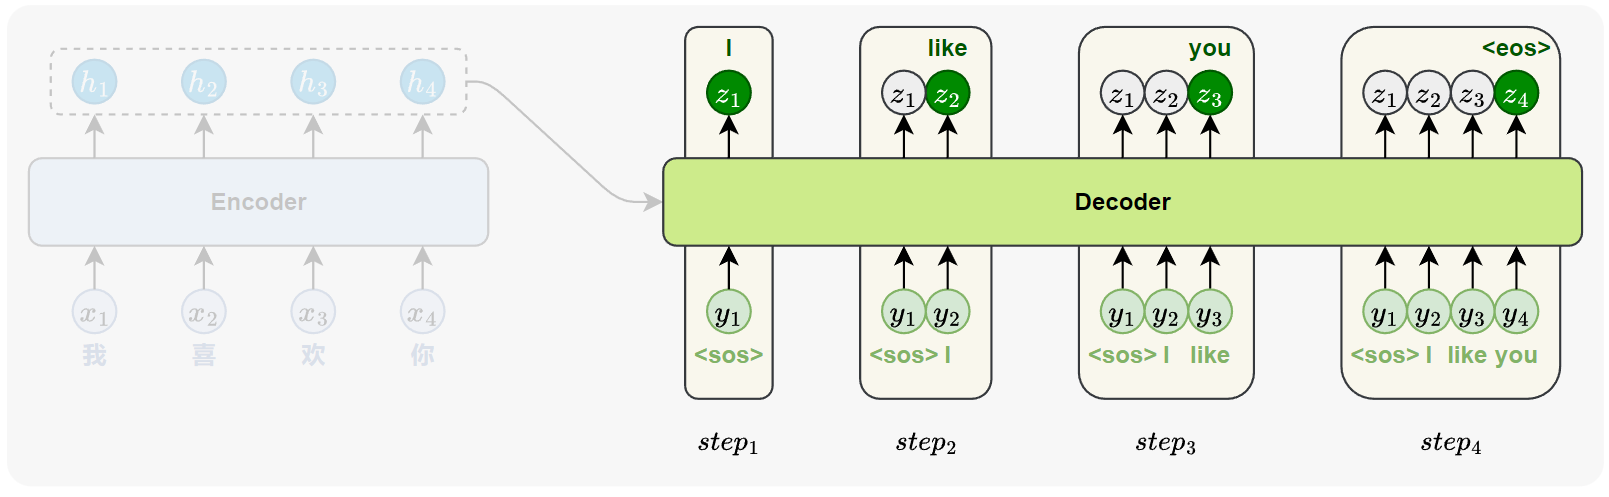 I like you <eos>
h1 h2 h3 h4 z1 z1 z2 z1 z2 z3 z1 z2 z3 z4
Encoder Decoder
x1 x2 x3 x4 y1 y1 y2 y1 y2 y3 y1 y2 y3 y4
我 喜 欢 你 <sos> <sos> I <sos> I like <sos> I like you
step1 step2 step3 step4